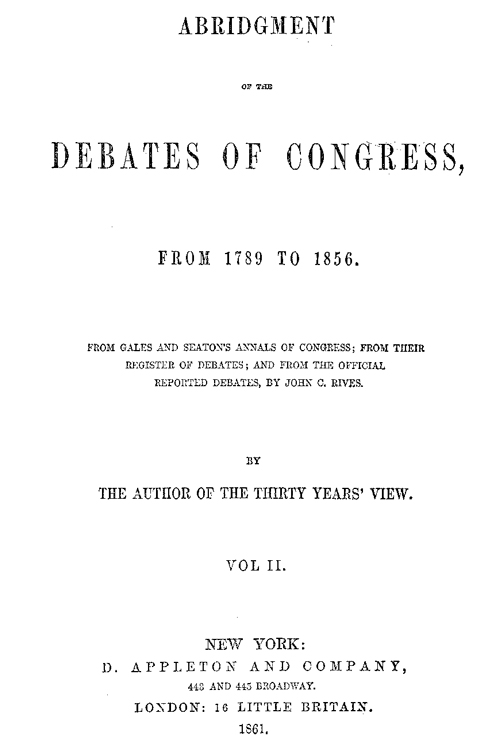 ABRIDGMENT
OF THE
DEBATES OF CONGRESS,
FROM 1789 TO 1856.
FROM GALES AND SEATON'S ANNALS OF CONGRESS; FROM THEIR
REGISTER OF DEBATES; AND FROM THE OFFICIAL
REPORTED DEBATES, BY JOHN C. RIVES.
BY
THE AUTHOR OF THE THIRTY YEARS' VIEW.
VOL II.
NEW YORK:
D. APPLETON AND COMPANY,
443 AND 445 BROADWAY.
LONDON: 16 LITTLE BRITAIN.
1861.